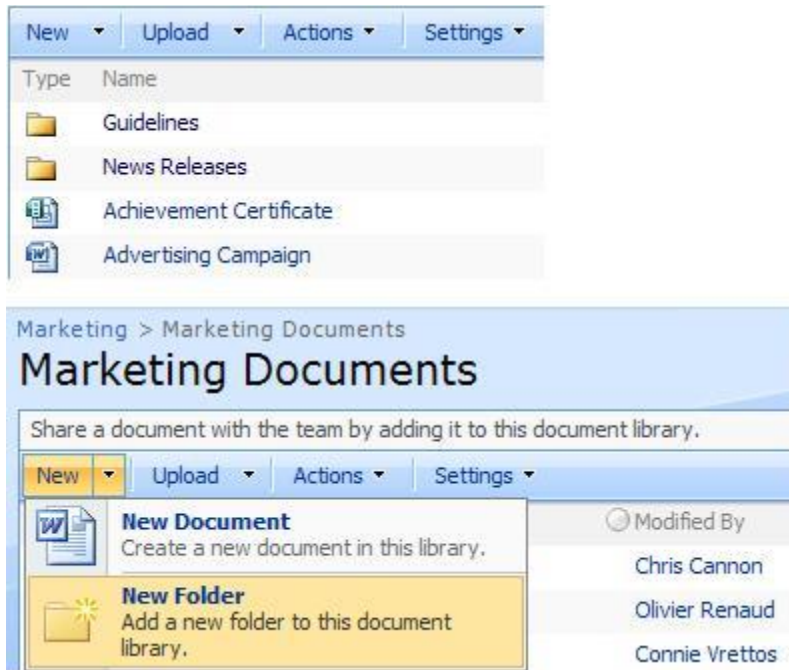 New Upload Actions Settings
Type Name
Guidelines
News Releases
Achievement Certificate
Advertising Campaign
Marketing > Marketing Documents
Marketing Documents
Share a document with the team by adding it to this document library.
New Upload Actions Settings
New Document
Create a new document in this library.
New Folder
Add a new folder to this document
library.
Modified By
Chris Cannon
Olivier Renaud
Connie Vrettos